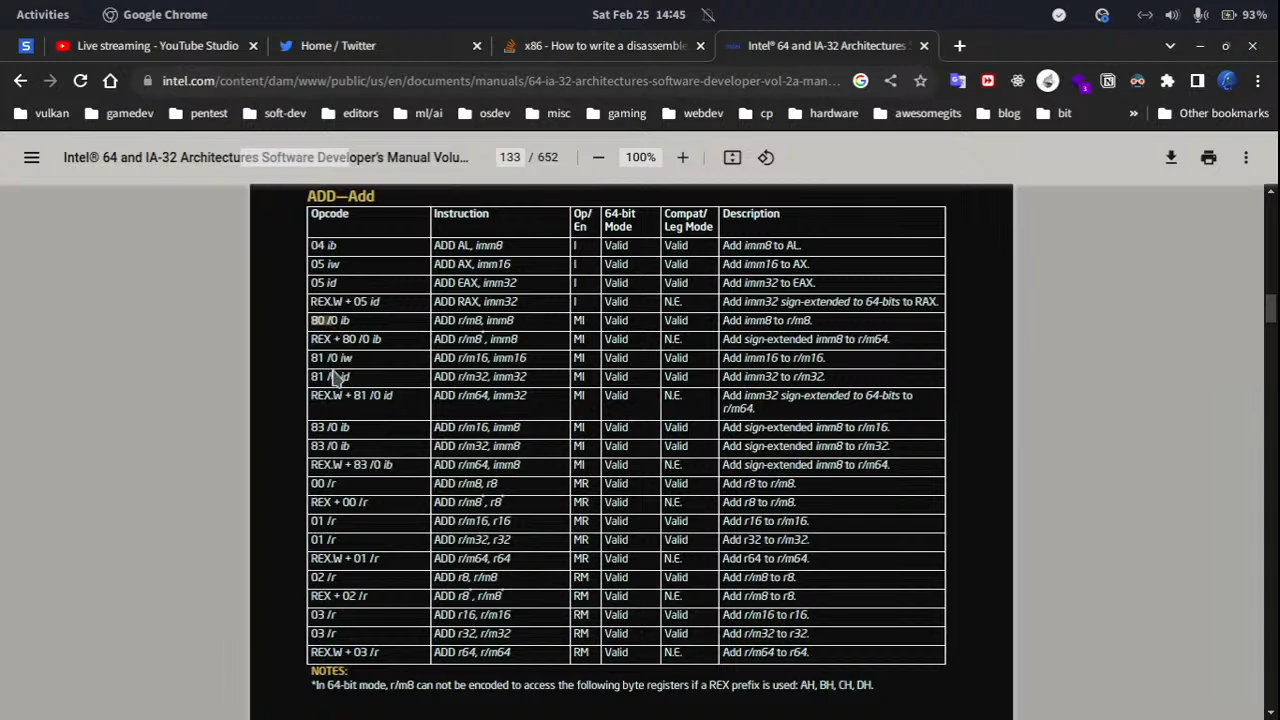 Activities Google Chrome Sat Feb 25 14:45 93%
S Live streaming - YouTube Studio Home / Twitter x86 - How to write a disassemble Intel® 64 and IA-32 Architectures S
intel.com/content/dam/www/public/us/en/documents/manuals/64-ia-32-architectures-software-developer-vol-2a-man... 3
vulkan gamedev pentest soft-dev editors ml/ai osdev misc gaming webdev cp hardware awesomegits blog bit » Other bookmarks
Intel® 64 and IA-32 Architectures Software Developer's Manual Volu... 133 / 652 100%
ADD—Add
Opcode Instruction Op/ En 64-bit Mode Compat/ Leg Mode Description
04 ib ADD AL, imm8 I Valid Valid Add imm8 to AL.
05 iw ADD AX, imm16 I Valid Valid Add imm16 to AX.
05 id ADD EAX, imm32 I Valid Valid Add imm32 to EAX.
REX.W + 05 id ADD RAX, imm32 I Valid N.E. Add imm32 sign-extended to 64-bits to RAX.
80 /0 ib ADD r/m8, imm8 MI Valid Valid Add imm8 to r/m8.
REX + 80 /0 ib ADD r/m8*, imm8 MI Valid N.E. Add sign-extended imm8 to r/m64.
81 /0 iw ADD r/m16, imm16 MI Valid Valid Add imm16 to r/m16.
81 /0 id ADD r/m32, imm32 MI Valid Valid Add imm32 to r/m32.
REX.W + 81 /0 id ADD r/m64, imm32 MI Valid N.E. Add imm32 sign-extended to 64-bits to
r/m64.
83 /0 ib ADD r/m16, imm8 MI Valid Valid Add sign-extended imm8 to r/m16.
83 /0 ib ADD r/m32, imm8 MI Valid Valid Add sign-extended imm8 to r/m32.
REX.W + 83 /0 ib ADD r/m64, imm8 MI Valid N.E. Add sign-extended imm8 to r/m64.
00 /r ADD r/m8, r8 MR Valid Valid Add r8 to r/m8.
REX + 00 /r ADD r/m8*, r8* MR Valid N.E. Add r8 to r/m8.
01 /r ADD r/m16, r16 MR Valid Valid Add r16 to r/m16.
01 /r ADD r/m32, r32 MR Valid Valid Add r32 to r/m32.
REX.W + 01 /r ADD r/m64, r64 MR Valid N.E. Add r64 to r/m64.
02 /r ADD r8, r/m8 RM Valid Valid Add r/m8 to r8.
REX + 02 /r ADD r8*, r/m8* RM Valid N.E. Add r/m8 to r8.
03 /r ADD r16, r/m16 RM Valid Valid Add r/m16 to r16.
03 /r ADD r32, r/m32 RM Valid Valid Add r/m32 to r32.
REX.W + 03 /r ADD r64, r/m64 RM Valid N.E. Add r/m64 to r64.
NOTES:
*In 64-bit mode, r/m8 can not be encoded to access the following byte registers if a REX prefix is used: AH, BH, CH, DH.